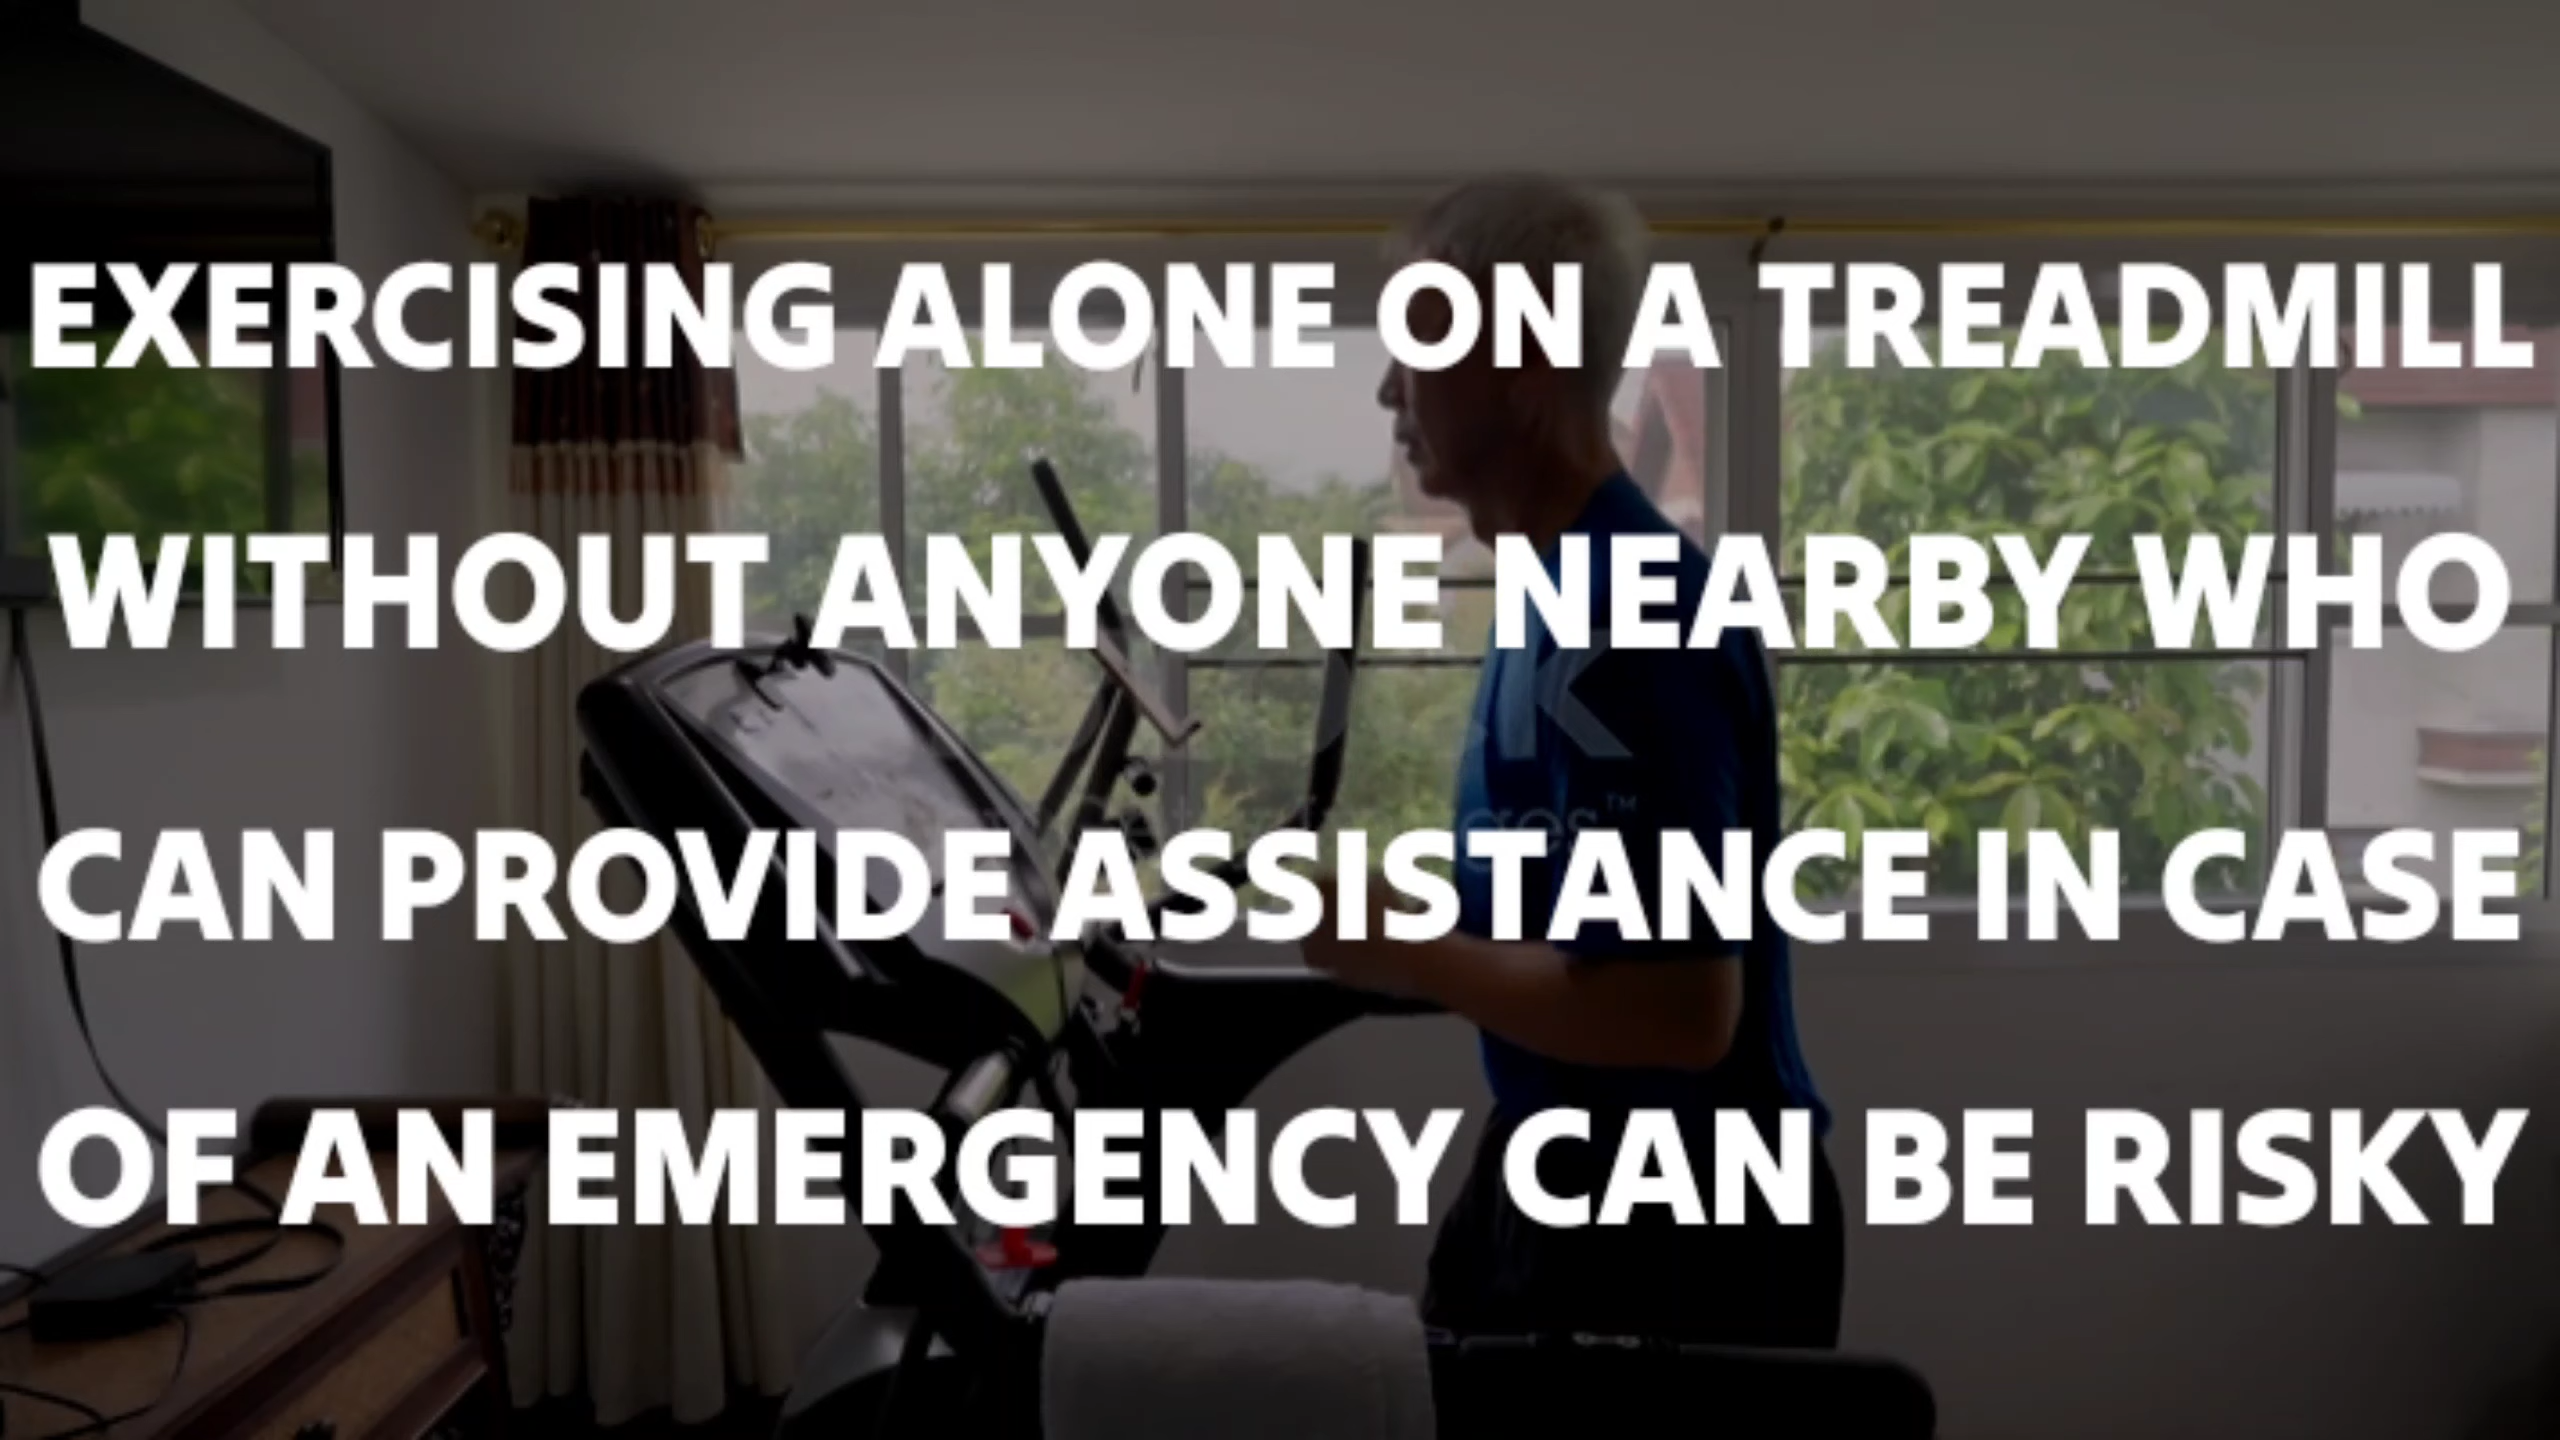 EXERCISING ALONE ON A TREADMILL
WITHOUT ANYONE NEARBY WHO
CAN PROVIDE ASSISTANCE IN CASE
OF AN EMERGENCY CAN BE RISKY